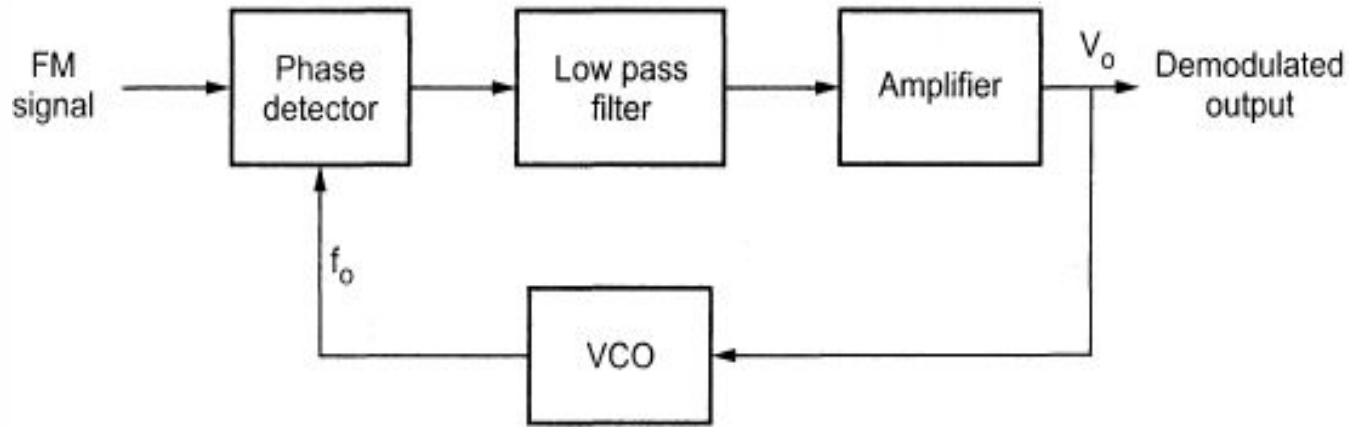 FM
signal
Phase
detector
Low pass
filter
Amplifier
Vo
Demodulated
output
fo
VCO